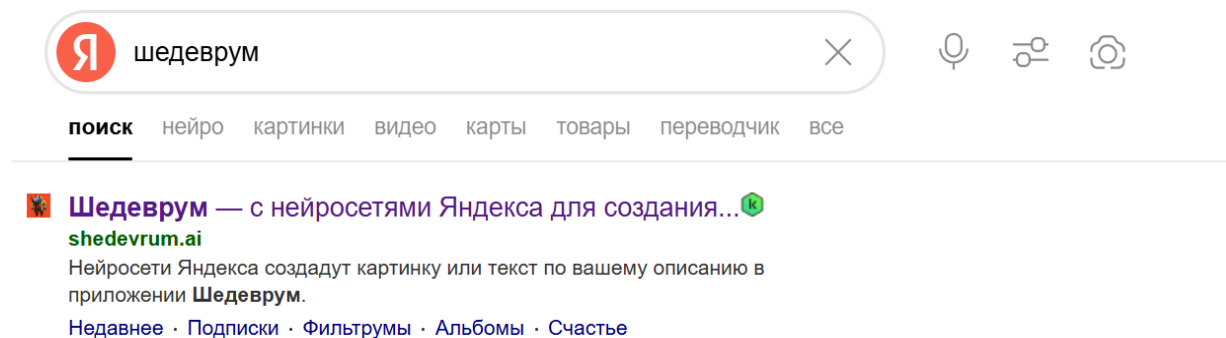 Я шедеврум
поиск нейро картинки видео карты товары переводчик все
Шедеврум — с нейросетями Яндекса для создания...
shedevrum.ai
Нейросети Яндекса создадут картинку или текст по вашему описанию в
приложении Шедеврум.
Недавнее · Подписки · Фильтрумы · Альбомы · Счастье